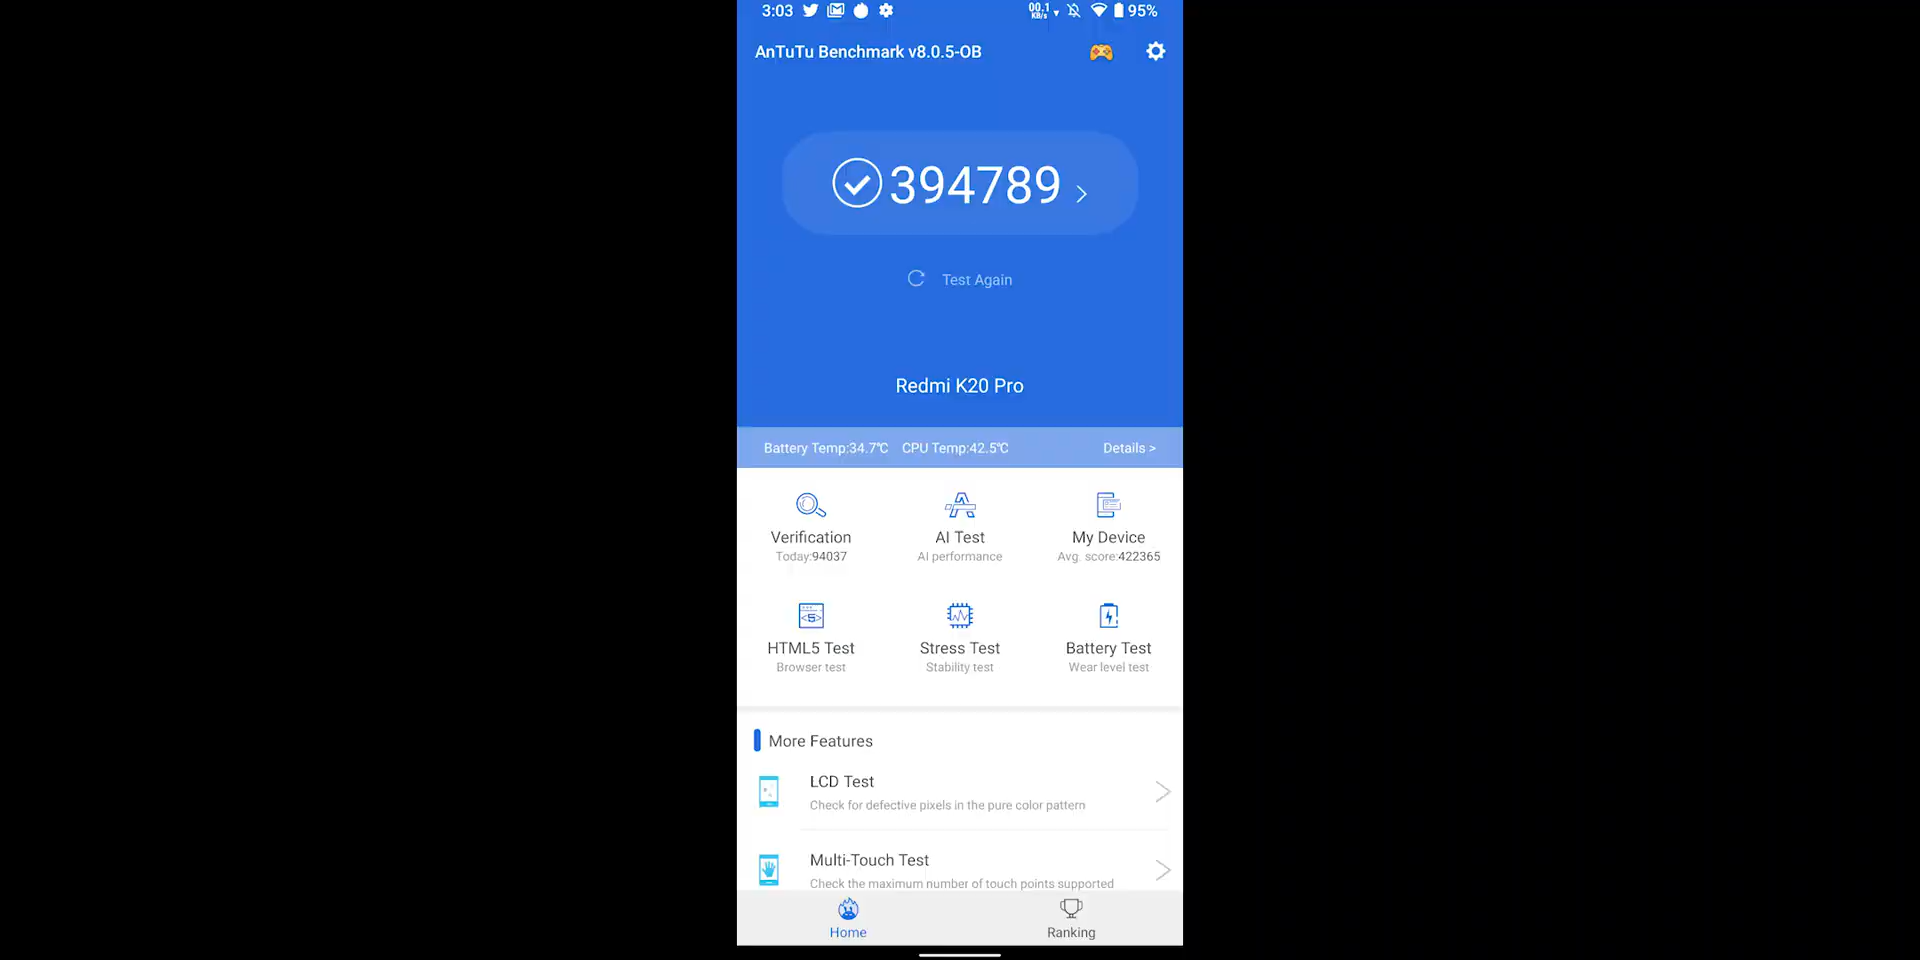 3:03
00.1
KB/s
95%
AnTuTu Benchmark v8.0.5-OB
394789
Test Again
Redmi K20 Pro
Battery Temp:34.7℃ CPU Temp:42.5℃ Details >
Verification
Today:94037
AI Test
AI performance
My Device
Avg. score:422365
HTML5 Test
Browser test
Stress Test
Stability test
Battery Test
Wear level test
More Features
LCD Test
Check for defective pixels in the pure color pattern
Multi-Touch Test
Check the maximum number of touch points supported
Home
Ranking